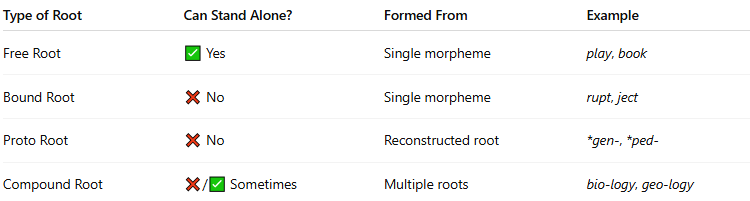 Type of Root Can Stand Alone? Formed From Example
Free Root ✅ Yes Single morpheme play, book
Bound Root ❌ No Single morpheme rupt, ject
Proto Root ❌ No Reconstructed root *gen-, *ped-
Compound Root ❌/✅ Sometimes Multiple roots bio-logy, geo-logy